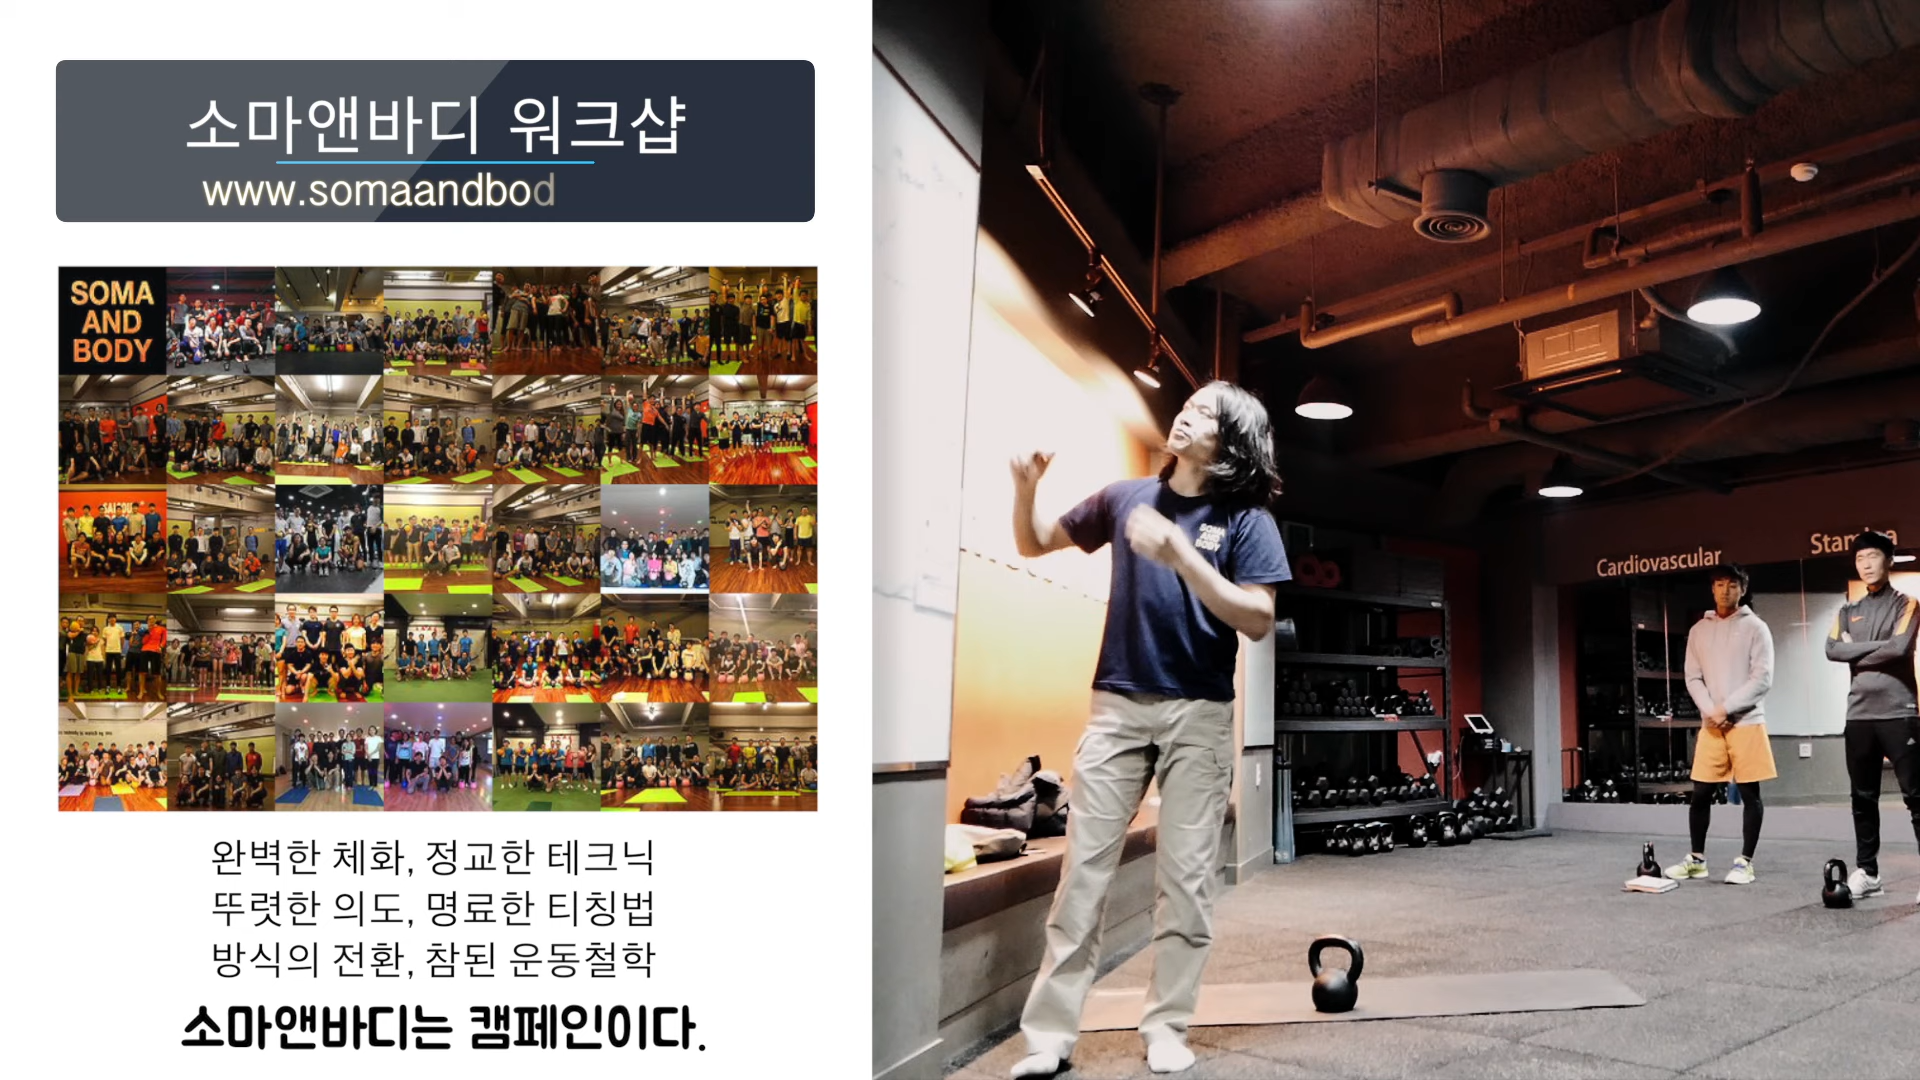 소마앤바디 워크샵
www.somaandbod
SOMA
AND
BODY
완벽한 체화, 정교한 테크닉
뚜렷한 의도, 명료한 티칭법
방식의 전환, 참된 운동철학
소마앤바디는 캠페인이다.
SOMA
AND
BODY
Cardiovascular